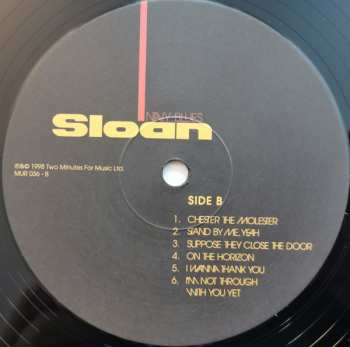 NAVY BLUES
Sloan
℗&© 1998 Two Minutes For Music Ltd.
MUR 036 - B
SIDE B
1. CHESTER THE MOLESTER
2. STAND BY ME, YEAH
3. SUPPOSE THEY CLOSE THE DOOR
4. ON THE HORIZON
5. I WANNA THANK YOU
6. I'M NOT THROUGH
WITH YOU YET